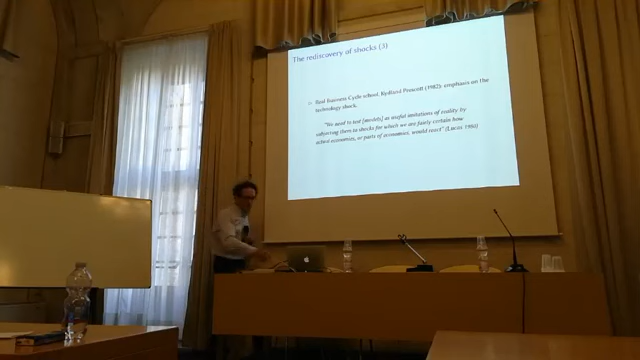 The rediscovery of shocks (3)
Real Business Cycle school, Kydland Prescott (1982): emphasis on the
technology shock.
"We need to test [models] as useful imitations of reality by
subjecting them to shocks for which we are fairly certain how
actual economies, or parts of economies, would react" (Lucas 1980)